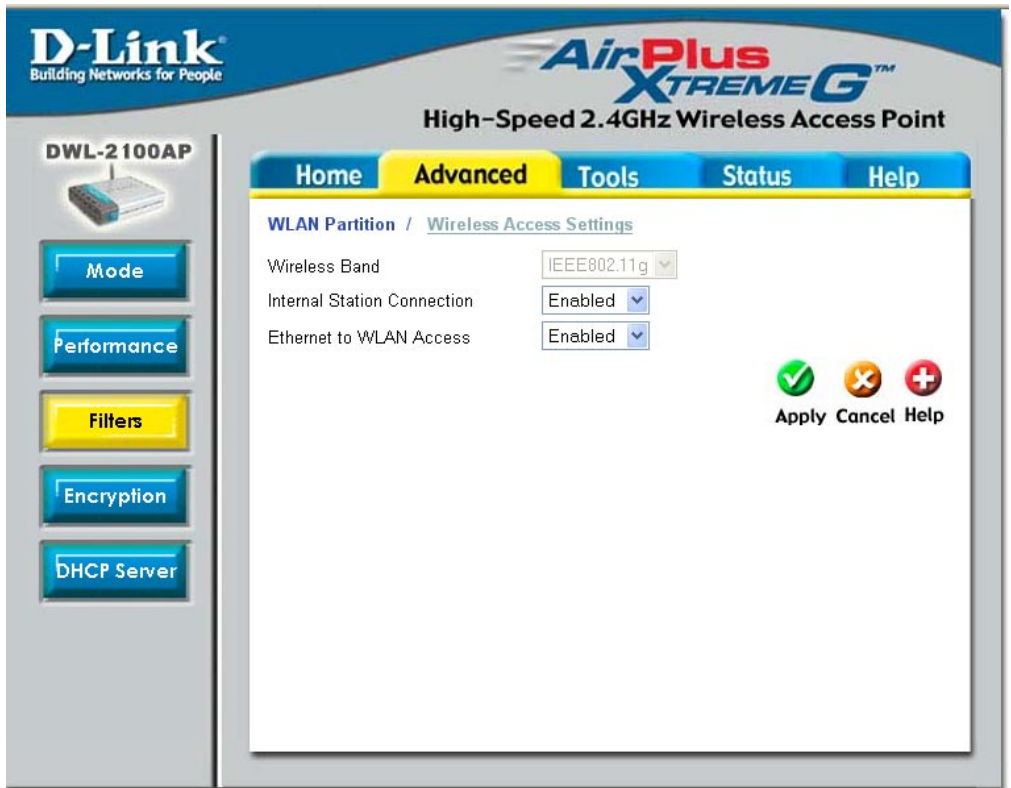 D-Link
Building Networks for People
AirPlus
XTREME G™
High-Speed 2.4GHz Wireless Access Point
DWL-2100AP
Mode
Performance
Filters
Encryption
DHCP Server
Home Advanced Tools Status Help
WLAN Partition / Wireless Access Settings
Wireless Band IEEE802.11g
Internal Station Connection Enabled
Ethernet to WLAN Access Enabled
Apply Cancel Help